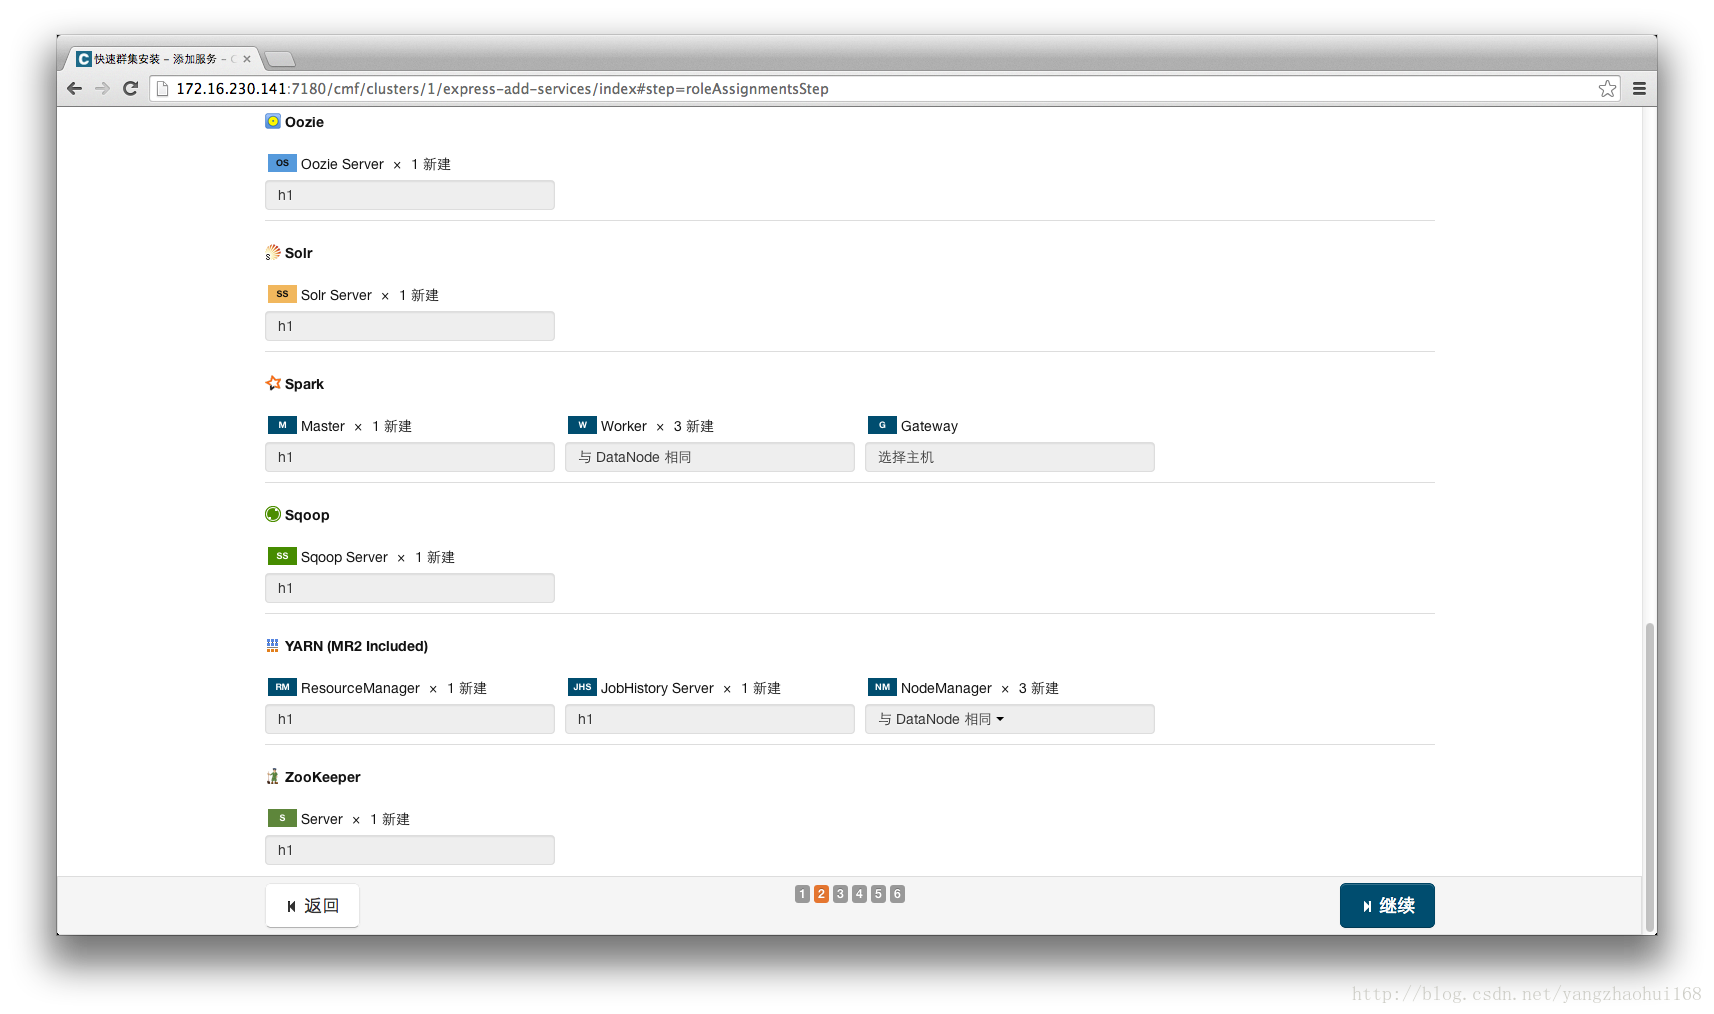 快速群集安装 – 添加服务 –
172.16.230.141:7180/cmf/clusters/1/express-add-services/index#step=roleAssignmentsStep
Oozie
OS Oozie Server × 1 新建
h1
Solr
SS Solr Server × 1 新建
h1
Spark
M Master × 1 新建 W Worker × 3 新建 G Gateway
h1 与 DataNode 相同 选择主机
Sqoop
SS Sqoop Server × 1 新建
h1
YARN (MR2 Included)
RM ResourceManager × 1 新建 JHS JobHistory Server × 1 新建 NM NodeManager × 3 新建
h1 h1 与 DataNode 相同
ZooKeeper
S Server × 1 新建
h1
返回 1 2 3 4 5 6 继续
http://blog.csdn.net/yangzhaohui168